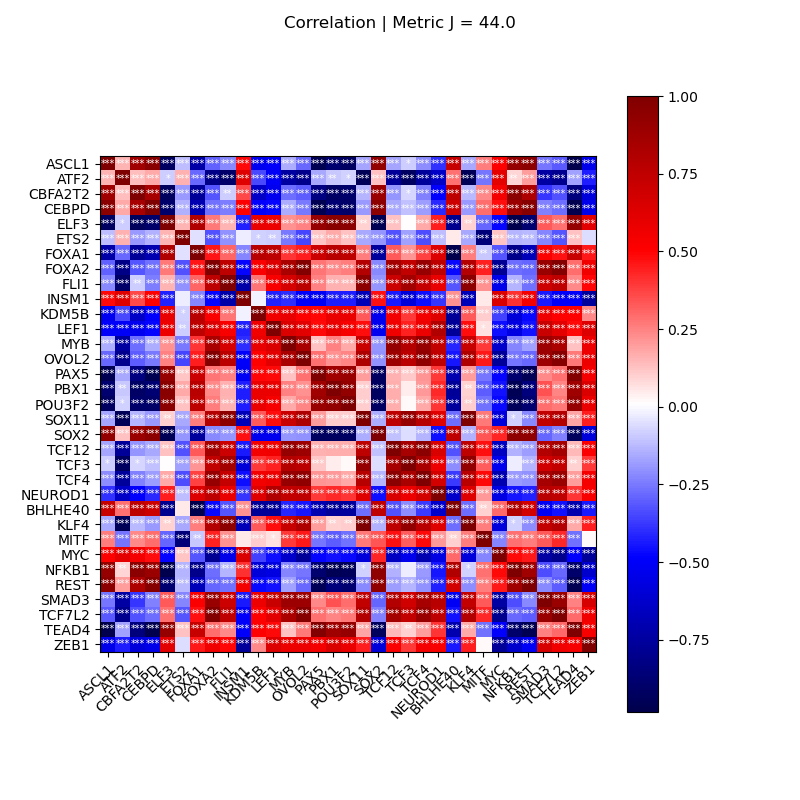 Correlation | Metric J = 44.0
ASCL1
ATF2
CBFA2T2
CEBPD
ELF3
ETS2
FOXA1
FOXA2
FLI1
INSM1
KDM5B
LEF1
MYB
OVOL2
PAX5
PBX1
POU3F2
SOX11
SOX2
TCF12
TCF3
TCF4
NEUROD1
BHLHE40
KLF4
MITF
MYC
NFKB1
REST
SMAD3
TCF7L2
TEAD4
ZEB1
ASCL1
ATF2
CBFA2T2
CEBPD
ELF3
ETS2
FOXA1
FOXA2
FLI1
INSM1
KDM5B
LEF1
MYB
OVOL2
PAX5
PBX1
POU3F2
SOX11
SOX2
TCF12
TCF3
TCF4
NEUROD1
BHLHE40
KLF4
MITF
MYC
NFKB1
REST
SMAD3
TCF7L2
TEAD4
ZEB1
1.00
0.75
0.50
0.25
0.00
−0.25
−0.50
−0.75